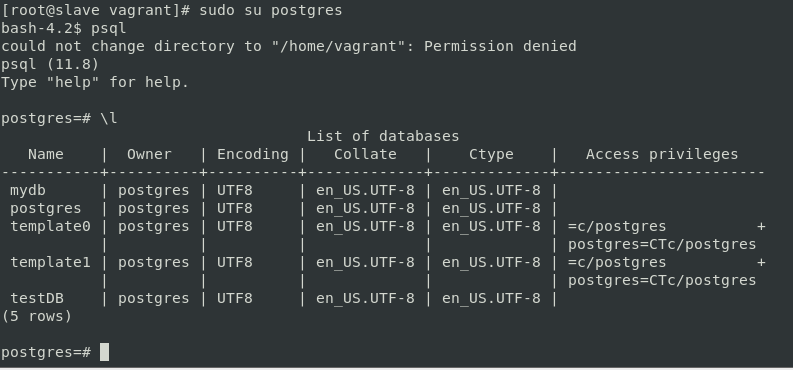 [root@slave vagrant]# sudo su postgres
bash-4.2$ psql
could not change directory to "/home/vagrant": Permission denied
psql (11.8)
Type "help" for help.

postgres=# \l
                                  List of databases
   Name    |  Owner   | Encoding |   Collate   |    Ctype    |   Access privileges
-----------+----------+----------+-------------+-------------+-----------------------
 mydb      | postgres | UTF8     | en_US.UTF-8 | en_US.UTF-8 |
 postgres  | postgres | UTF8     | en_US.UTF-8 | en_US.UTF-8 |
 template0 | postgres | UTF8     | en_US.UTF-8 | en_US.UTF-8 | =c/postgres          +
           |          |          |             |             | postgres=CTc/postgres
 template1 | postgres | UTF8     | en_US.UTF-8 | en_US.UTF-8 | =c/postgres          +
           |          |          |             |             | postgres=CTc/postgres
 testDB    | postgres | UTF8     | en_US.UTF-8 | en_US.UTF-8 |
(5 rows)

postgres=#